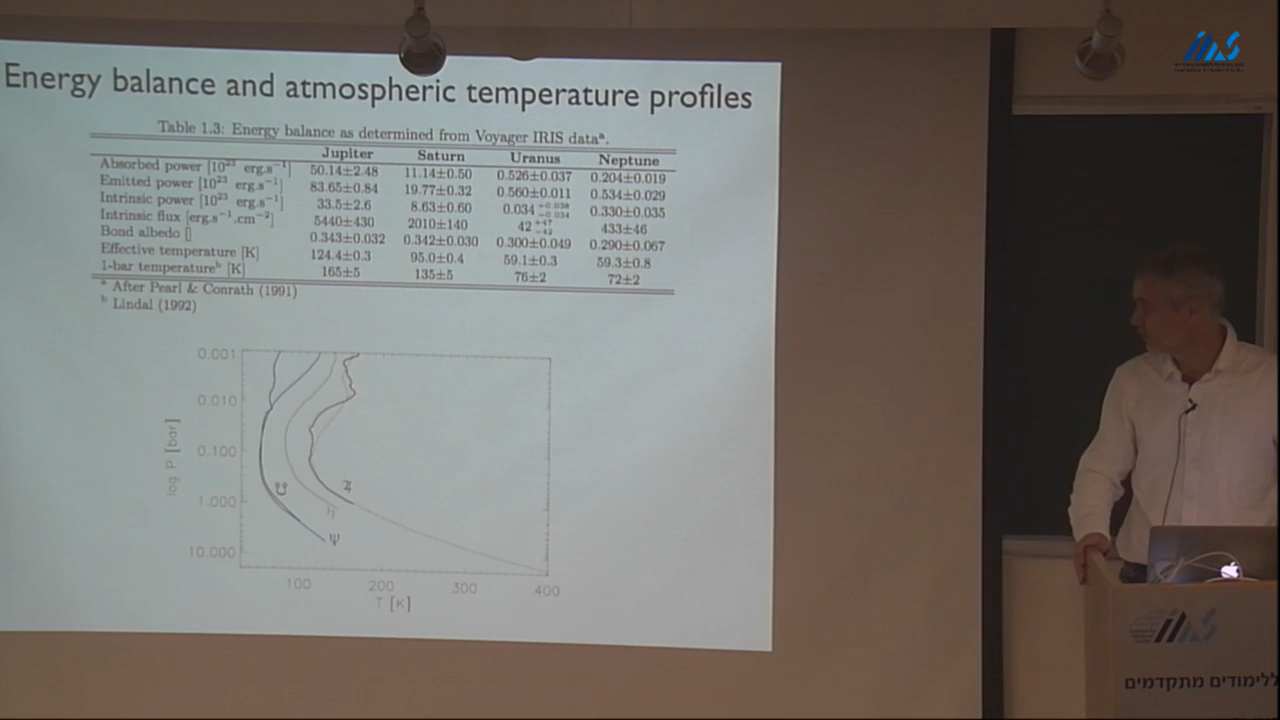 Energy balance and atmospheric temperature profiles
Table 1.3: Energy balance as determined from Voyager IRIS dataᵃ.
Jupiter Saturn Uranus Neptune
Absorbed power [10²³ erg.s⁻¹] 50.14±2.48 11.14±0.50 0.526±0.037 0.204±0.019
Emitted power [10²³ erg.s⁻¹] 83.65±0.84 19.77±0.32 0.560±0.011 0.534±0.029
Intrinsic power [10²³ erg.s⁻¹] 33.5±2.6 8.63±0.60 0.034 +0.038 −0.034 0.330±0.035
Intrinsic flux [erg.s⁻¹.cm⁻²] 5440±430 2010±140 42 +47 −42 433±46
Bond albedo [] 0.343±0.032 0.342±0.030 0.300±0.049 0.290±0.067
Effective temperature [K] 124.4±0.3 95.0±0.4 59.1±0.3 59.3±0.8
1-bar temperatureᵇ [K] 165±5 135±5 76±2 72±2
ᵃ After Pearl & Conrath (1991)
ᵇ Lindal (1992)
log P [bar]
0.001
0.010
0.100
1.000
10.000
♅
♃
♄
Ψ
100 200 300 400
T [K]
ias
ias
ללימודים מתקדמים